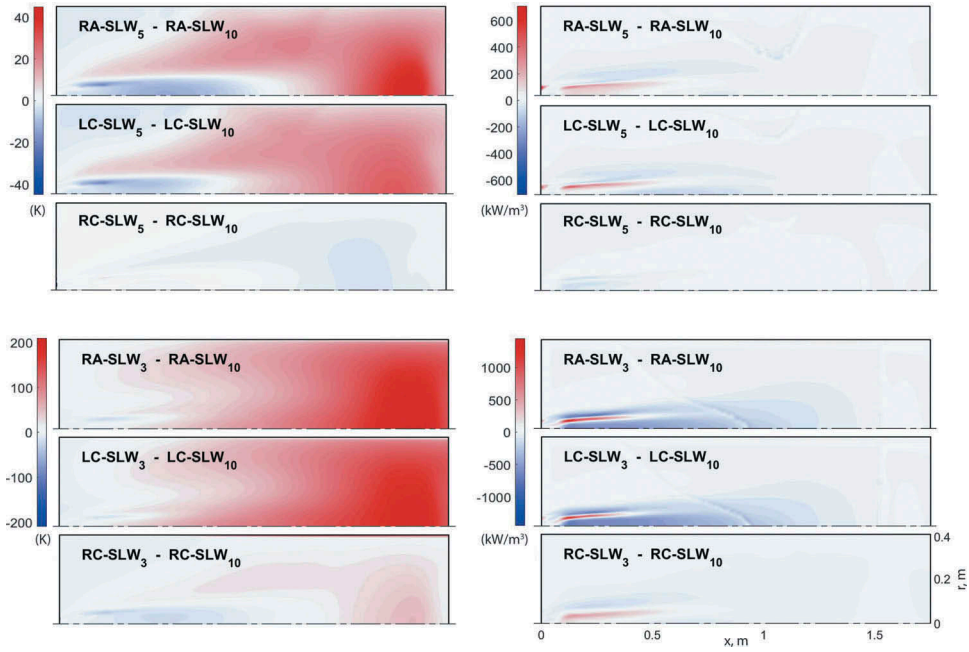 40
20
0
-20
-40
(K)
RA-SLW5 - RA-SLW10
LC-SLW5 - LC-SLW10
RC-SLW5 - RC-SLW10
600
400
200
0
-200
-400
-600
(kW/m³)
RA-SLW5 - RA-SLW10
LC-SLW5 - LC-SLW10
RC-SLW5 - RC-SLW10
200
100
0
-100
-200
(K)
RA-SLW3 - RA-SLW10
LC-SLW3 - LC-SLW10
RC-SLW3 - RC-SLW10
1000
500
0
-500
-1000
(kW/m³)
RA-SLW3 - RA-SLW10
LC-SLW3 - LC-SLW10
RC-SLW3 - RC-SLW10
0.4
0.2
0
r, m
0 0.5 1 1.5
x, m